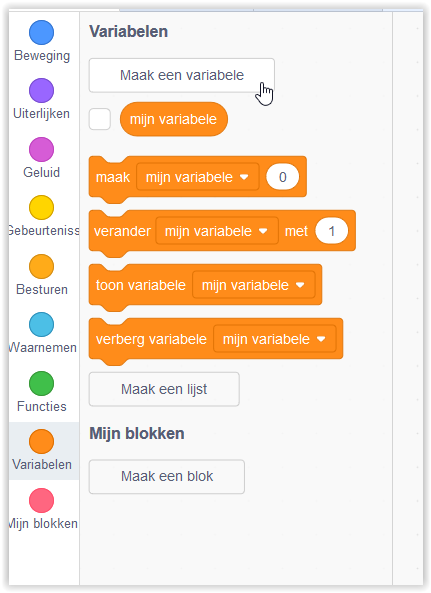 Beweging
Uiterlijken
Geluid
Gebeurteniss
Besturen
Waarnemen
Functies
Variabelen
Mijn blokken
Variabelen
Maak een variabele
mijn variabele
maak mijn variabele 0
verander mijn variabele met 1
toon variabele mijn variabele
verberg variabele mijn variabele
Maak een lijst
Mijn blokken
Maak een blok